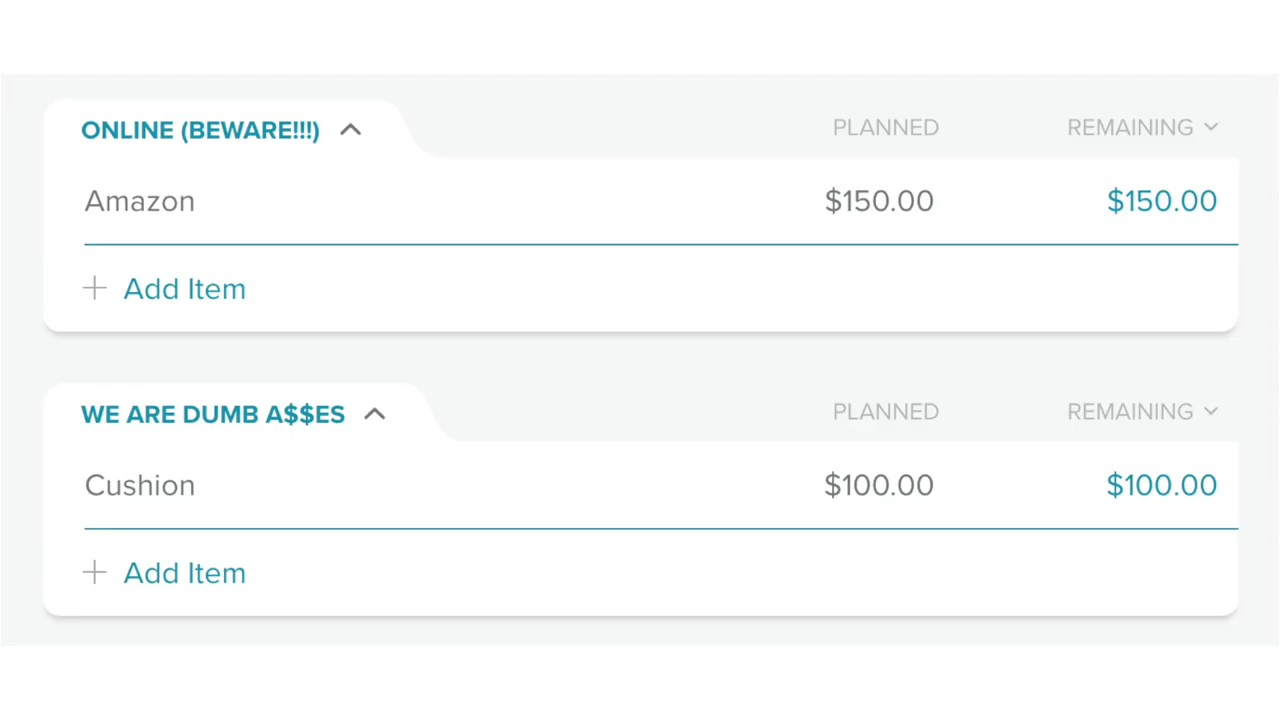 ONLINE (BEWARE!!!) PLANNED REMAINING
Amazon $150.00 $150.00
+ Add Item
WE ARE DUMB A$$ES PLANNED REMAINING
Cushion $100.00 $100.00
+ Add Item